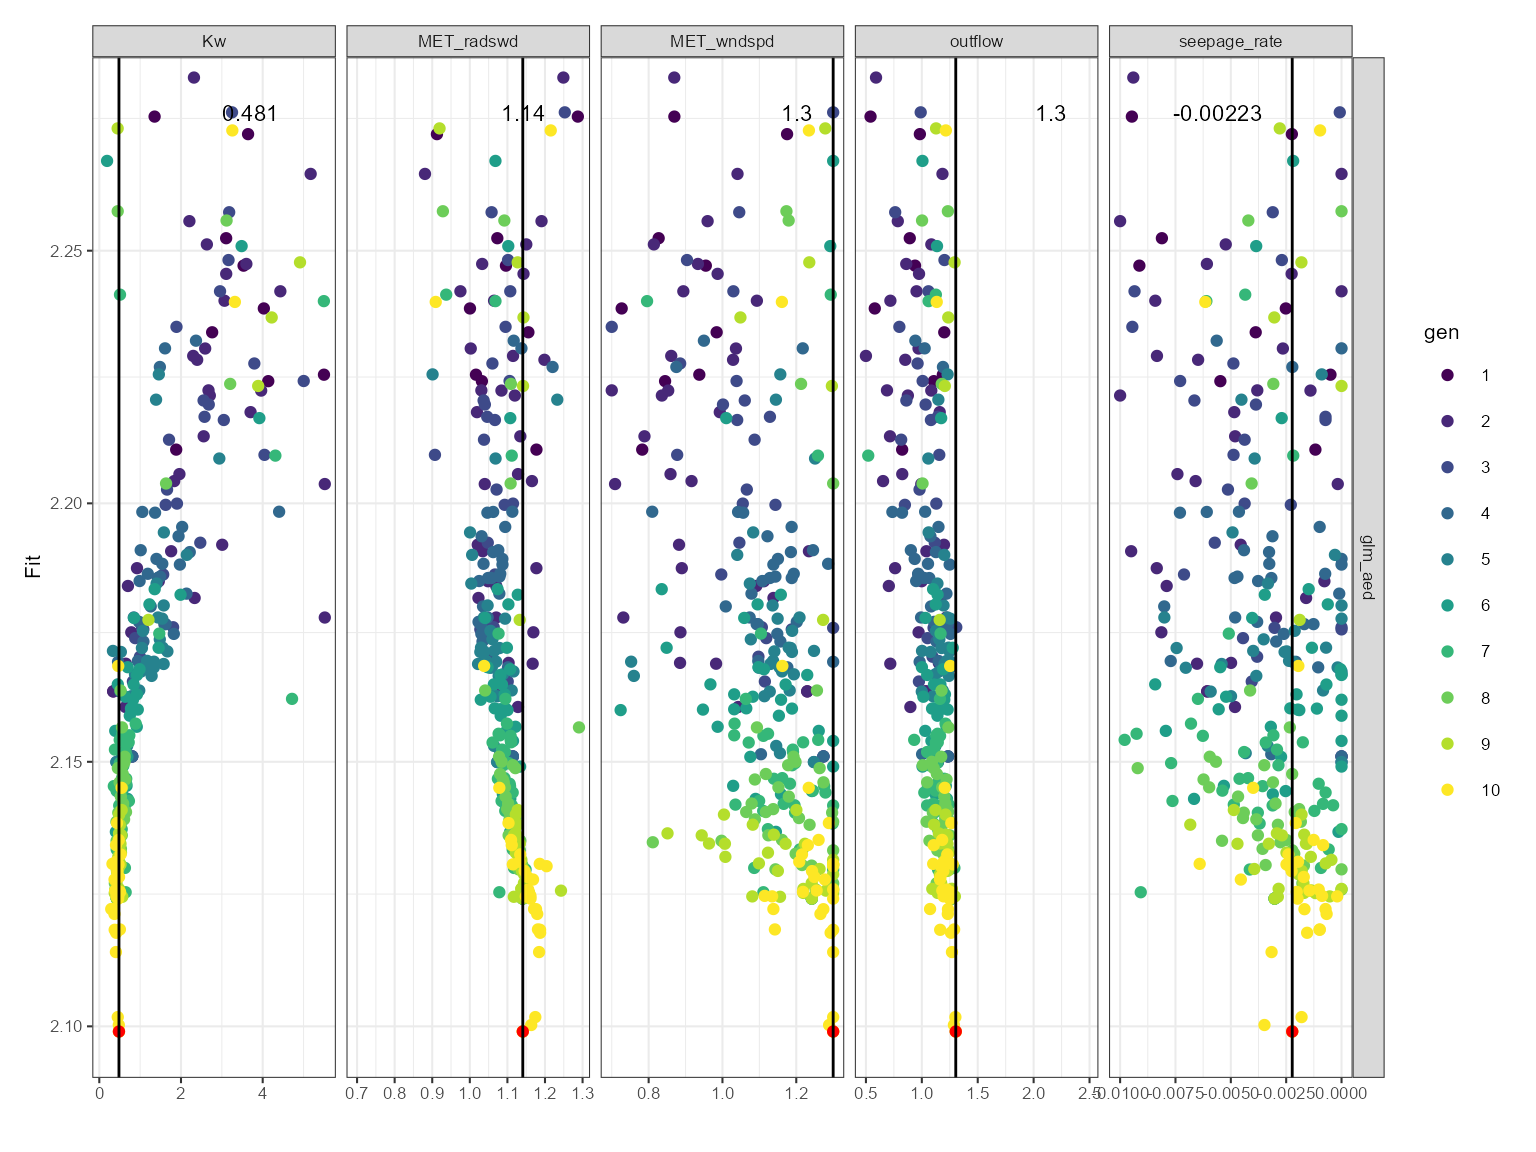 Kw MET_radswd MET_wndspd outflow seepage_rate
0.481 1.14 1.3 1.3 -0.00223
glm_aed
Fit
2.25
2.20
2.15
2.10
0 2 4
0.7 0.8 0.9 1.0 1.1 1.2 1.3
0.8 1.0 1.2
0.5 1.0 1.5 2.0 2.5
-0.0100 -0.0075 -0.0050 -0.0025 0.0000
gen
1
2
3
4
5
6
7
8
9
10